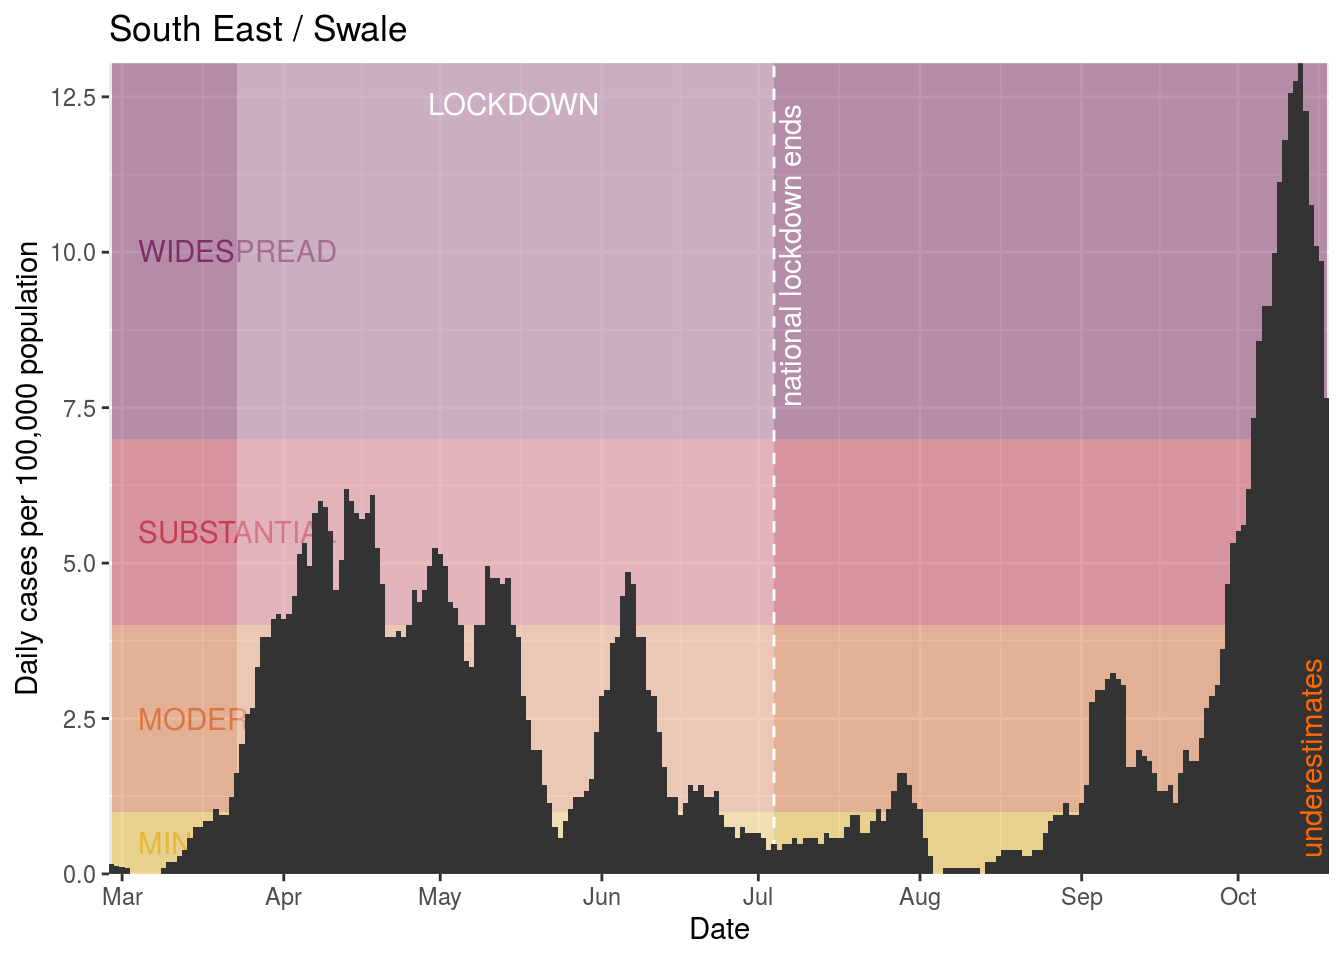 South East / Swale
Daily cases per 100,000 population
12.5
10.0
7.5
5.0
2.5
0.0
LOCKDOWN
national lockdown ends
WIDESPREAD
SUBSTANTIA
MODER
MIN
underestimates
Mar Apr May Jun Jul Aug Sep Oct
Date